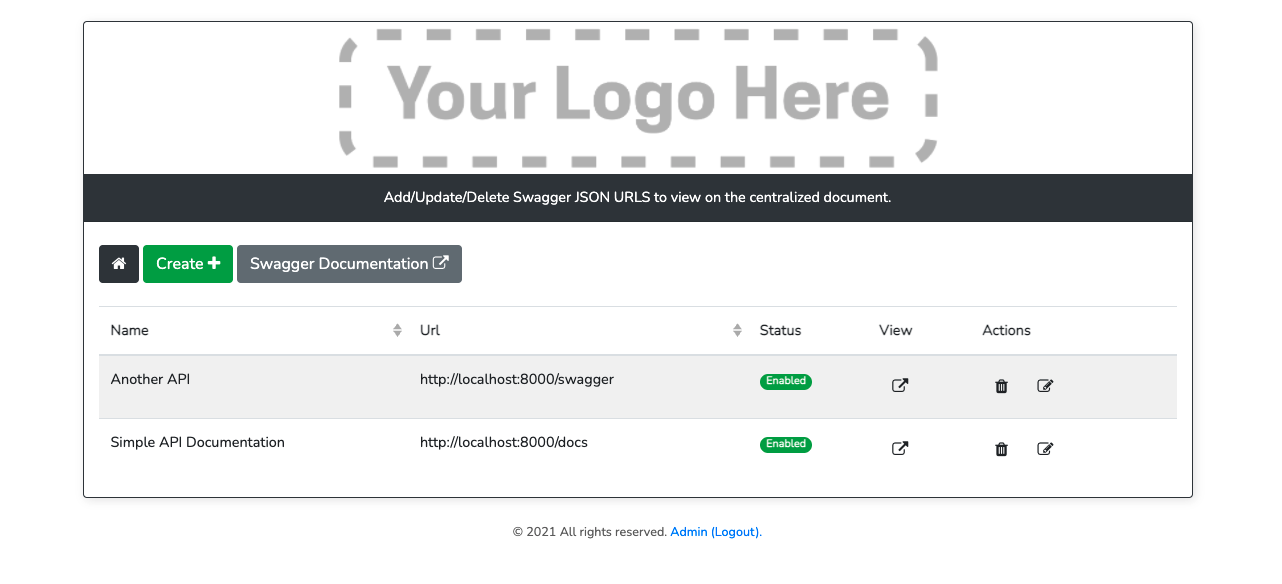 Your Logo Here
Add/Update/Delete Swagger JSON URLS to view on the centralized document.
Create Swagger Documentation
Name Url Status View Actions
Another API http://localhost:8000/swagger Enabled
Simple API Documentation http://localhost:8000/docs Enabled
© 2021 All rights reserved. Admin (Logout).